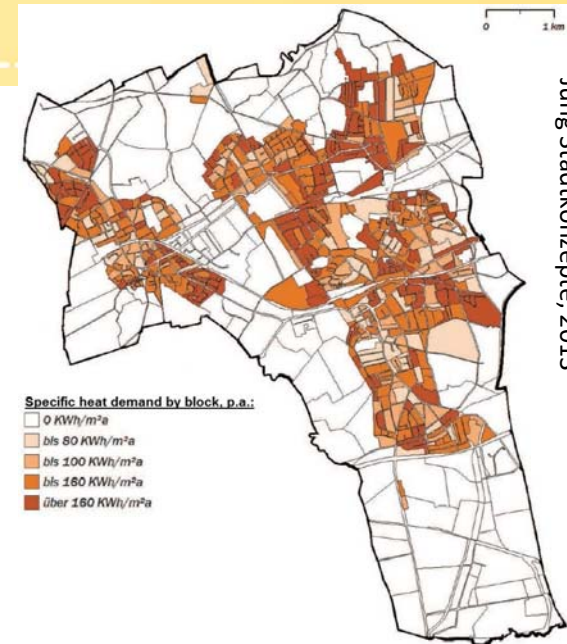 0 1 km
Jung Stadtkonzepte, 2015
Specific heat demand by block, p.a.:
0 KWh/m²a
bis 80 KWh/m²a
bis 100 KWh/m²a
bis 160 KWh/m²a
über 160 KWh/m²a